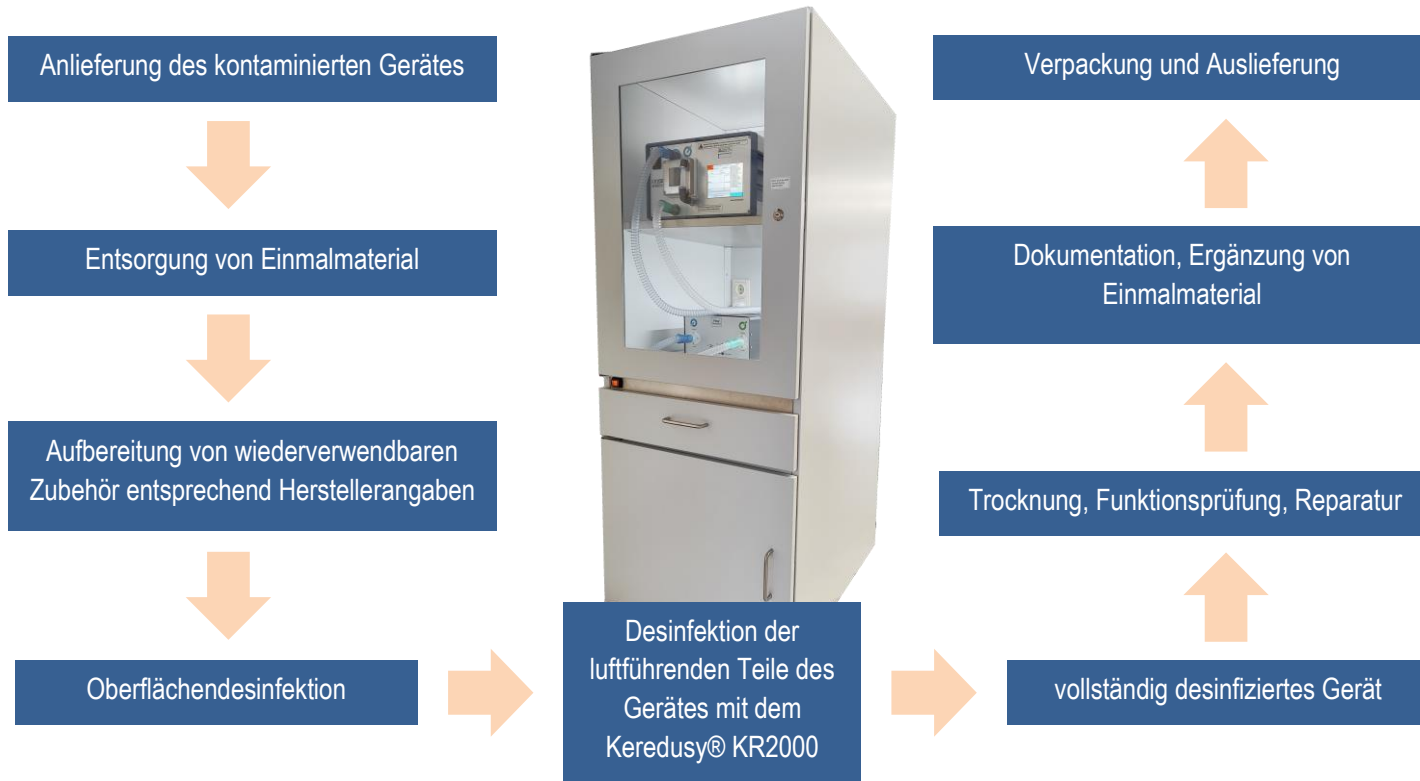 Anlieferung des kontaminierten Gerätes
Entsorgung von Einmalmaterial
Aufbereitung von wiederverwendbaren
Zubehör entsprechend Herstellerangaben
Oberflächendesinfektion
Desinfektion der
luftführenden Teile des
Gerätes mit dem
Keredusy® KR2000
vollständig desinfiziertes Gerät
Trocknung, Funktionsprüfung, Reparatur
Dokumentation, Ergänzung von
Einmalmaterial
Verpackung und Auslieferung